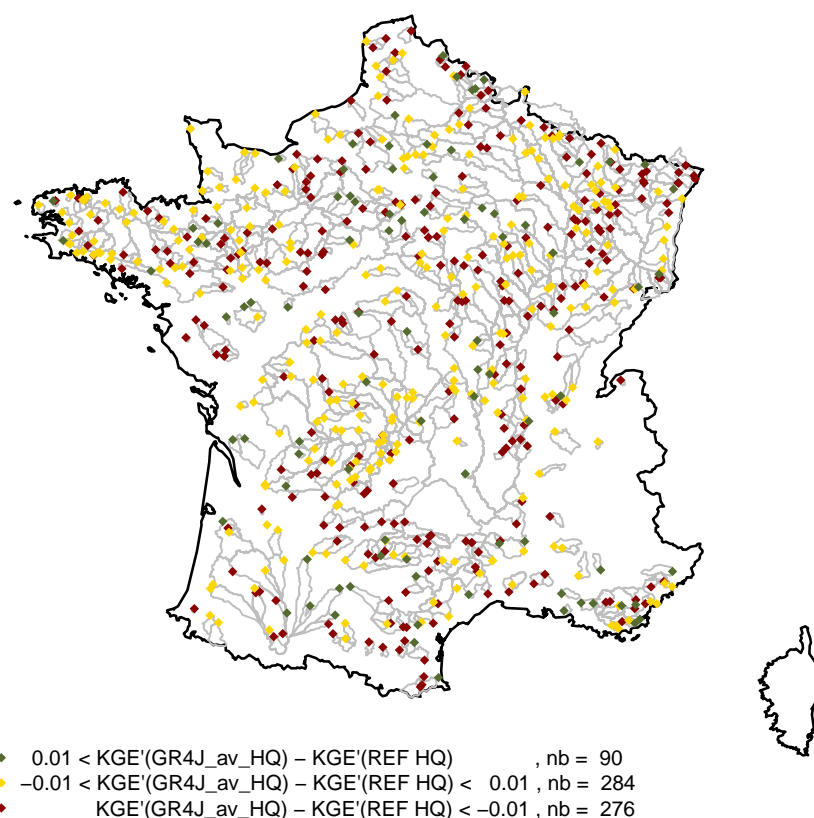 0.01 < KGE'(GR4J_av_HQ) − KGE'(REF HQ) , nb = 90
−0.01 < KGE'(GR4J_av_HQ) − KGE'(REF HQ) < 0.01 , nb = 284
KGE'(GR4J_av_HQ) − KGE'(REF HQ) < −0.01 , nb = 276